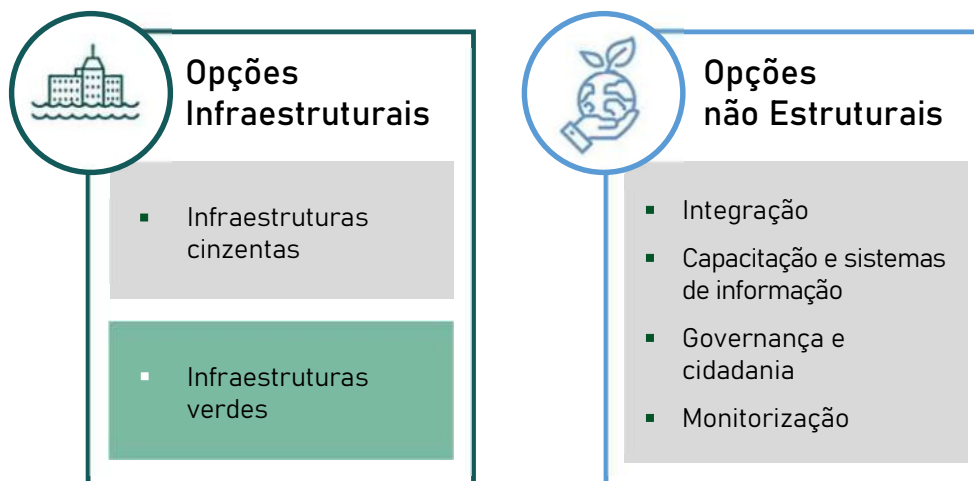 Opções
Infraestruturais
▪ Infraestruturas
cinzentas
▪ Infraestruturas
verdes
Opções
não Estruturais
▪ Integração
▪ Capacitação e sistemas
de informação
▪ Governança e
cidadania
▪ Monitorização